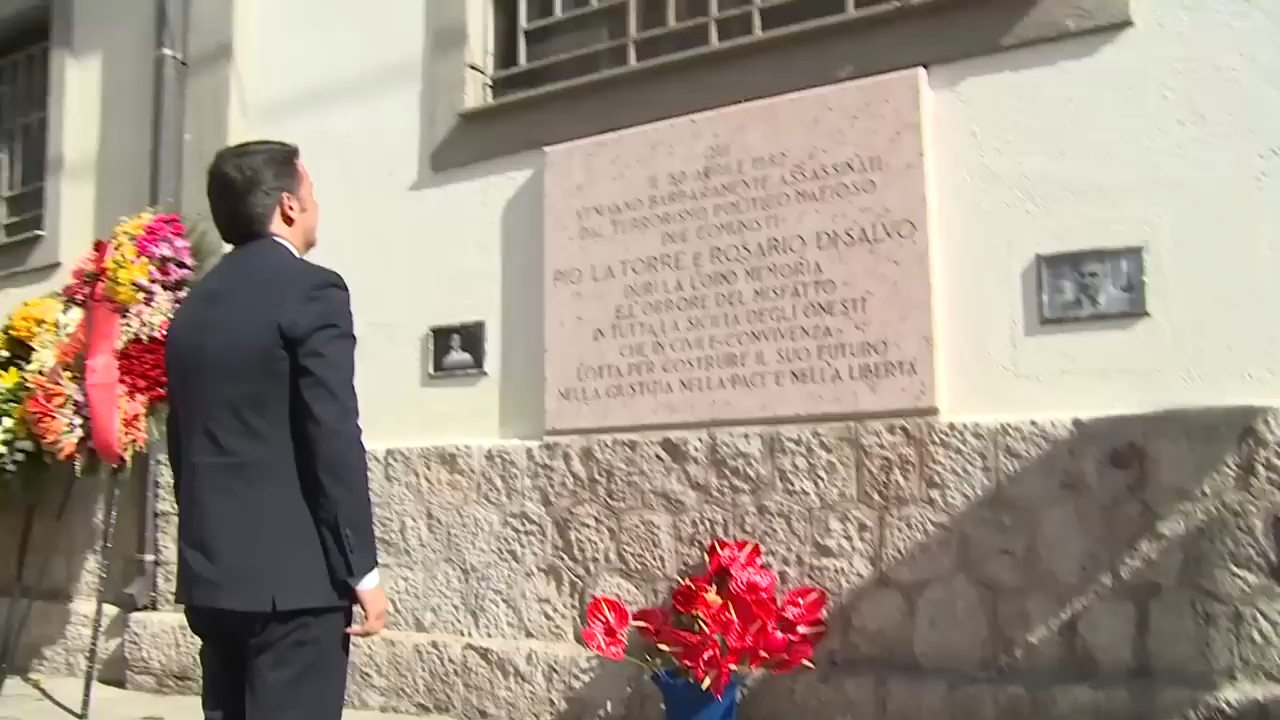 QUI
IL 30 APRILE 1982
VENIVANO BARBARAMENTE ASSASSINATI
DAL TERRORISMO POLITICO MAFIOSO
DUE COMUNISTI:
PIO LA TORRE E ROSARIO DI SALVO
DURI LA LORO MEMORIA
E L'ORRORE DEL MISFATTO
IN TUTTA LA SICILIA DEGLI ONESTI
CHE IN CIVILE CONVIVENZA
LOTTA PER COSTRUIRE IL SUO FUTURO
NELLA GIUSTIZIA NELLA PACE E NELLA LIBERTÀ